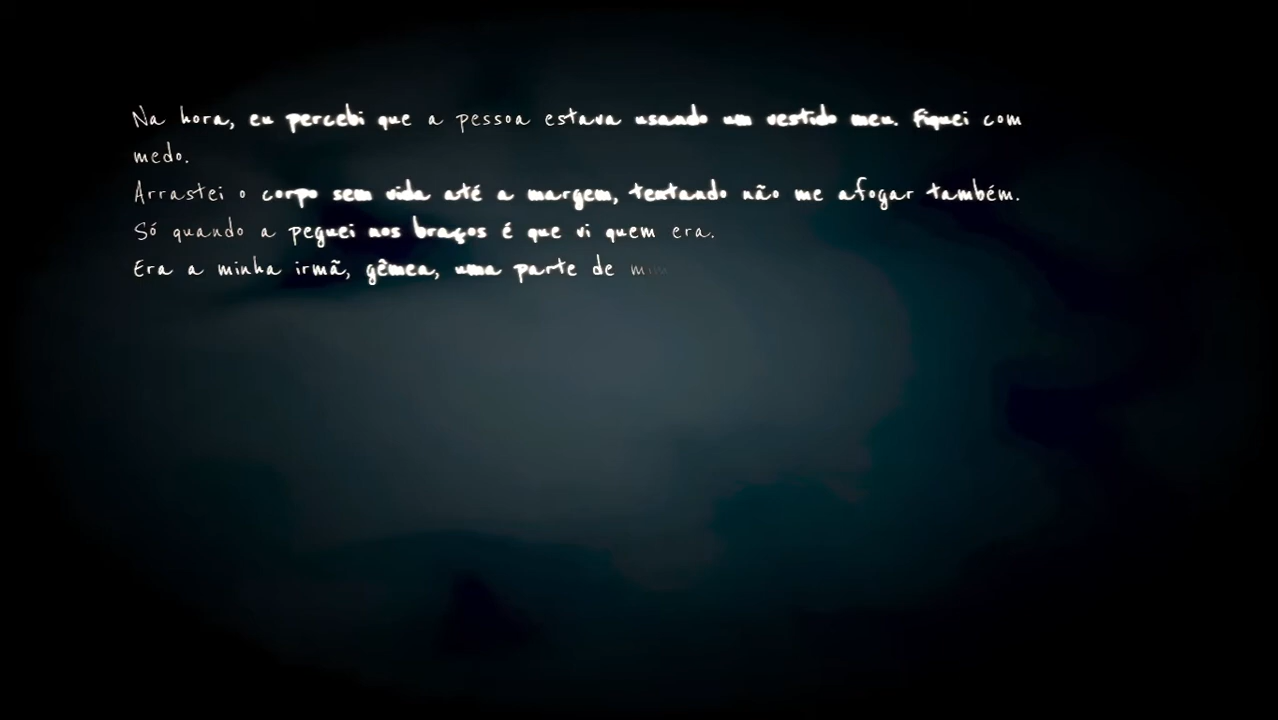 Na hora, eu percebi que a pessoa estava usando um vestido meu. Fiquei com
medo.
Arrastei o corpo sem vida até a margem, tentando não me afogar também.
Só quando a peguei nos braços é que vi quem era.
Era a minha irmã, gêmea, uma parte de mim